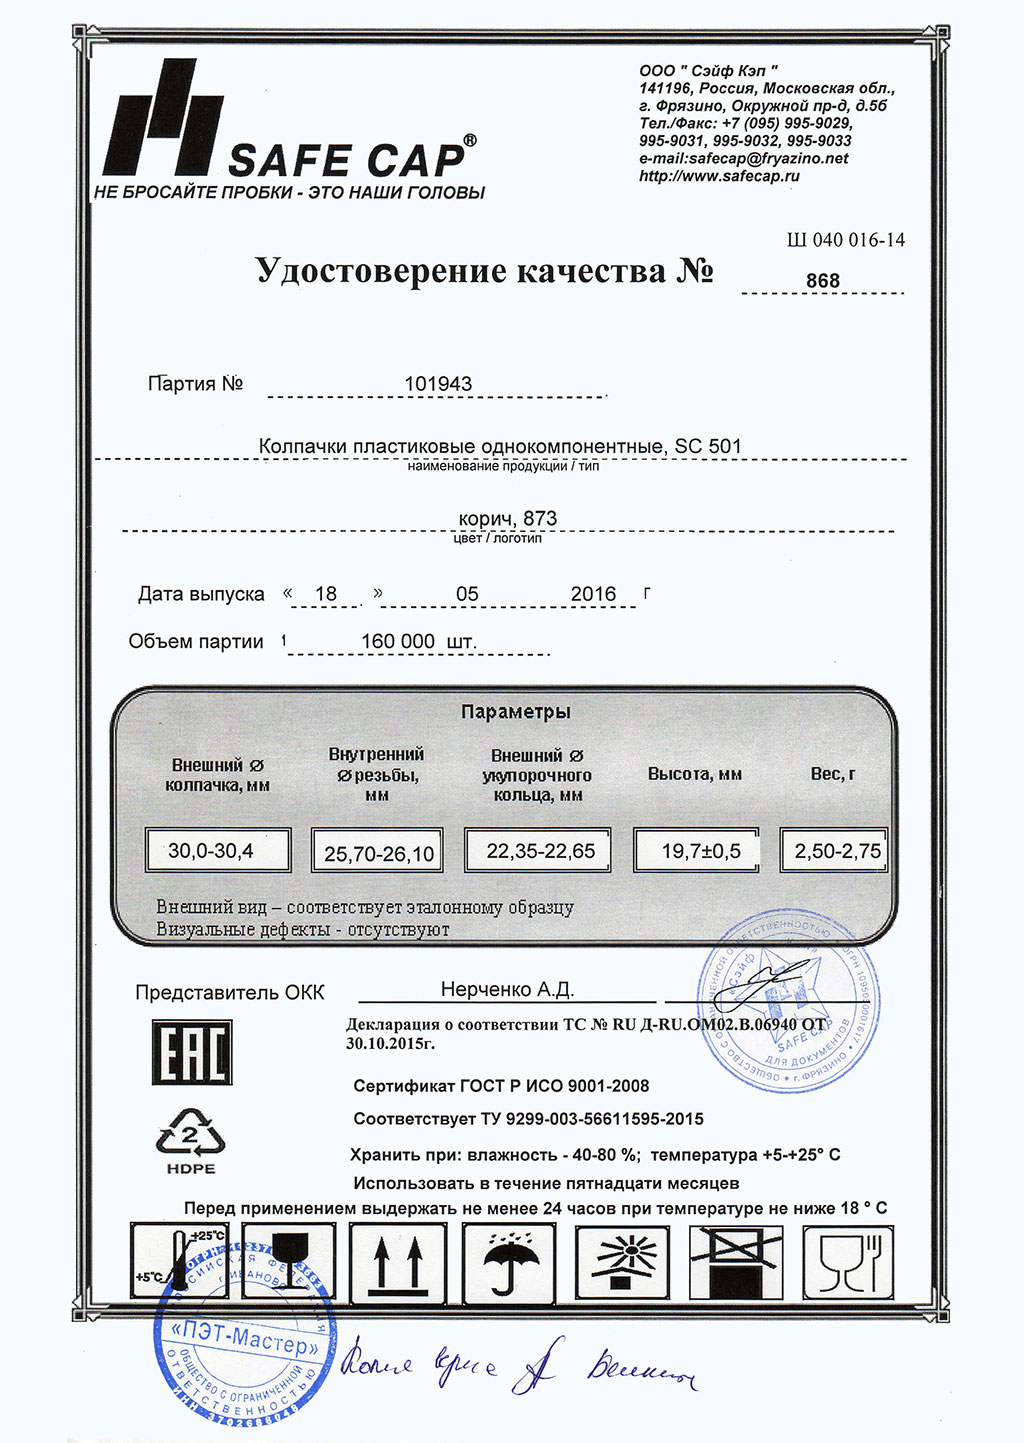 SAFE CAP®
НЕ БРОСАЙТЕ ПРОБКИ - ЭТО НАШИ ГОЛОВЫ
ООО " Сэйф Кэп "
141196, Россия, Московская обл.,
г. Фрязино, Окружной пр-д, д.5б
Тел./Факс: +7 (095) 995-9029,
995-9031, 995-9032, 995-9033
e-mail:safecap@fryazino.net
http://www.safecap.ru
Ш 040 016-14
Удостоверение качества № 868
Партия № 101943
Колпачки пластиковые однокомпонентные, SC 501
наименование продукции / тип
корич, 873
цвет / логотип
Дата выпуска « 18 » 05 2016 г
Объем партии 160 000 шт.
Параметры
Внешний Ø колпачка, мм
Внутренний Ø резьбы, мм
Внешний Ø укупорочного кольца, мм
Высота, мм
Вес, г
30,0-30,4 25,70-26,10 22,35-22,65 19,7±0,5 2,50-2,75
Внешний вид – соответствует эталонному образцу
Визуальные дефекты - отсутствуют
Представитель ОКК Нерченко А.Д.
Декларация о соответствии ТС № RU Д-RU.ОМ02.В.06940 ОТ
30.10.2015г.
«Сэйф
SAFE CAP
ДЛЯ ДОКУМЕНТОВ
ОБЩЕСТВО С ОГРАНИЧЕННОЙ ОТВЕТСТВЕННОСТЬЮ
г. ФРЯЗИНО
EAC
Сертификат ГОСТ Р ИСО 9001-2008
2
HDPE
Соответствует ТУ 9299-003-56611595-2015
Хранить при: влажность - 40-80 %; температура +5-+25° С
Использовать в течение пятнадцати месяцев
Перед применением выдержать не менее 24 часов при температуре не ниже 18 ° С
+25°C
+5°C
РОССИЙСКАЯ ФЕДЕРАЦИЯ
г.ИВАНОВО
«ПЭТ-Мастер»
ОБЩЕСТВО С ОГРАНИЧЕННОЙ
ОТВЕТСТВЕННОСТЬЮ
Копия верна